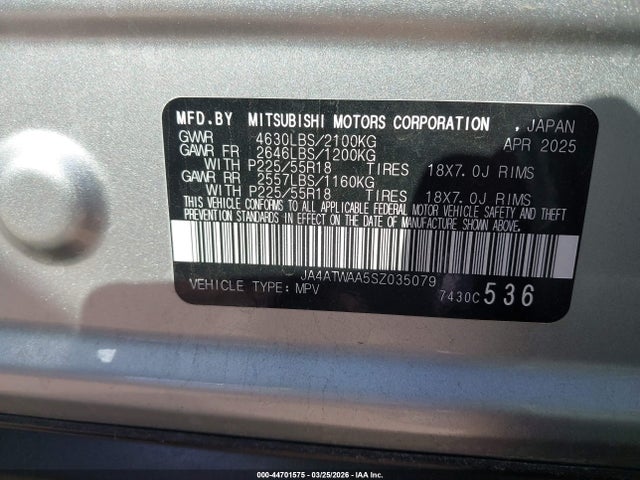 MFD.BY MITSUBISHI MOTORS CORPORATION , JAPAN
GVWR 4630LBS/2100KG APR 2025
GAWR FR 2646LBS/1200KG
WITH P225/55R18 TIRES 18X7.0J RIMS
GAWR RR 2557LBS/1160KG
WITH P225/55R18 TIRES 18X7.0J RIMS
THIS VEHICLE CONFORMS TO ALL APPLICABLE FEDERAL MOTOR VEHICLE SAFETY AND THEFT
PREVENTION STANDARDS IN EFFECT ON THE DATE OF MANUFACTURE SHOWN ABOVE.
JA4ATWAA5SZ035079
VEHICLE TYPE: MPV 7430C 536
000-44701575 - 03/25/2026 - IAAI, Inc.